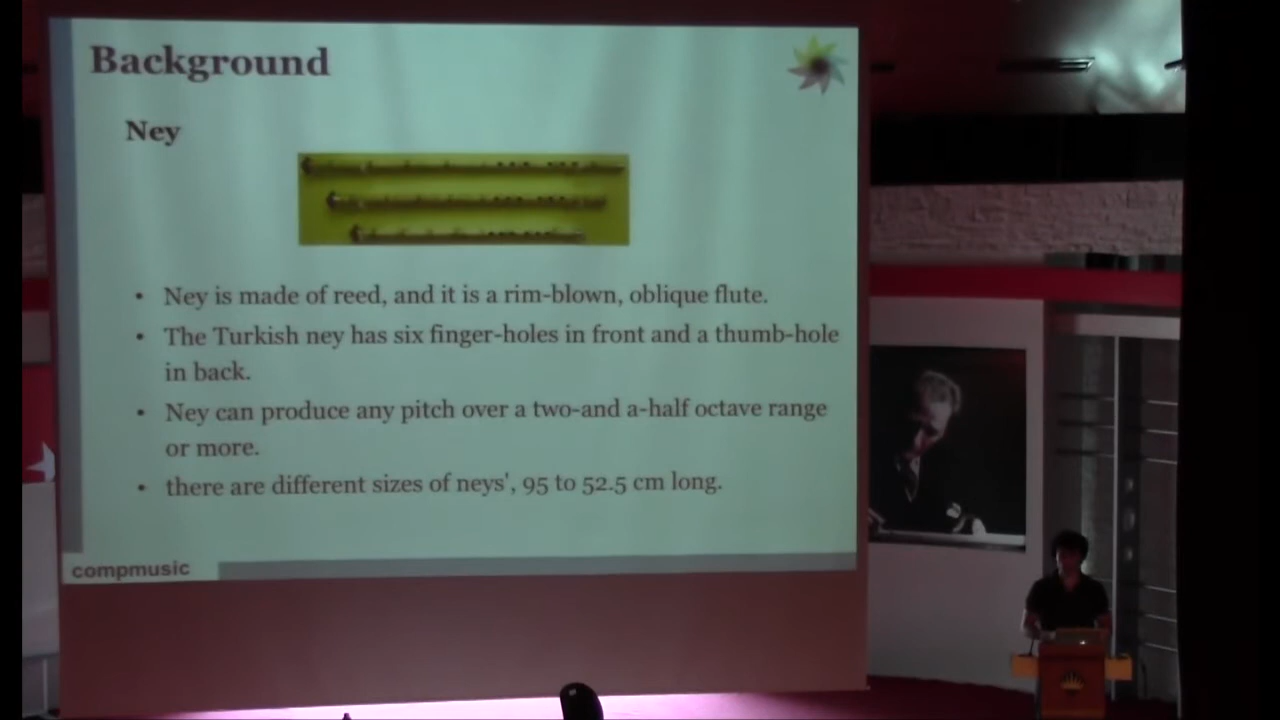 Background
Ney
• Ney is made of reed, and it is a rim-blown, oblique flute.
• The Turkish ney has six finger-holes in front and a thumb-hole
in back.
• Ney can produce any pitch over a two-and a-half octave range
or more.
• there are different sizes of neys', 95 to 52.5 cm long.
compmusic